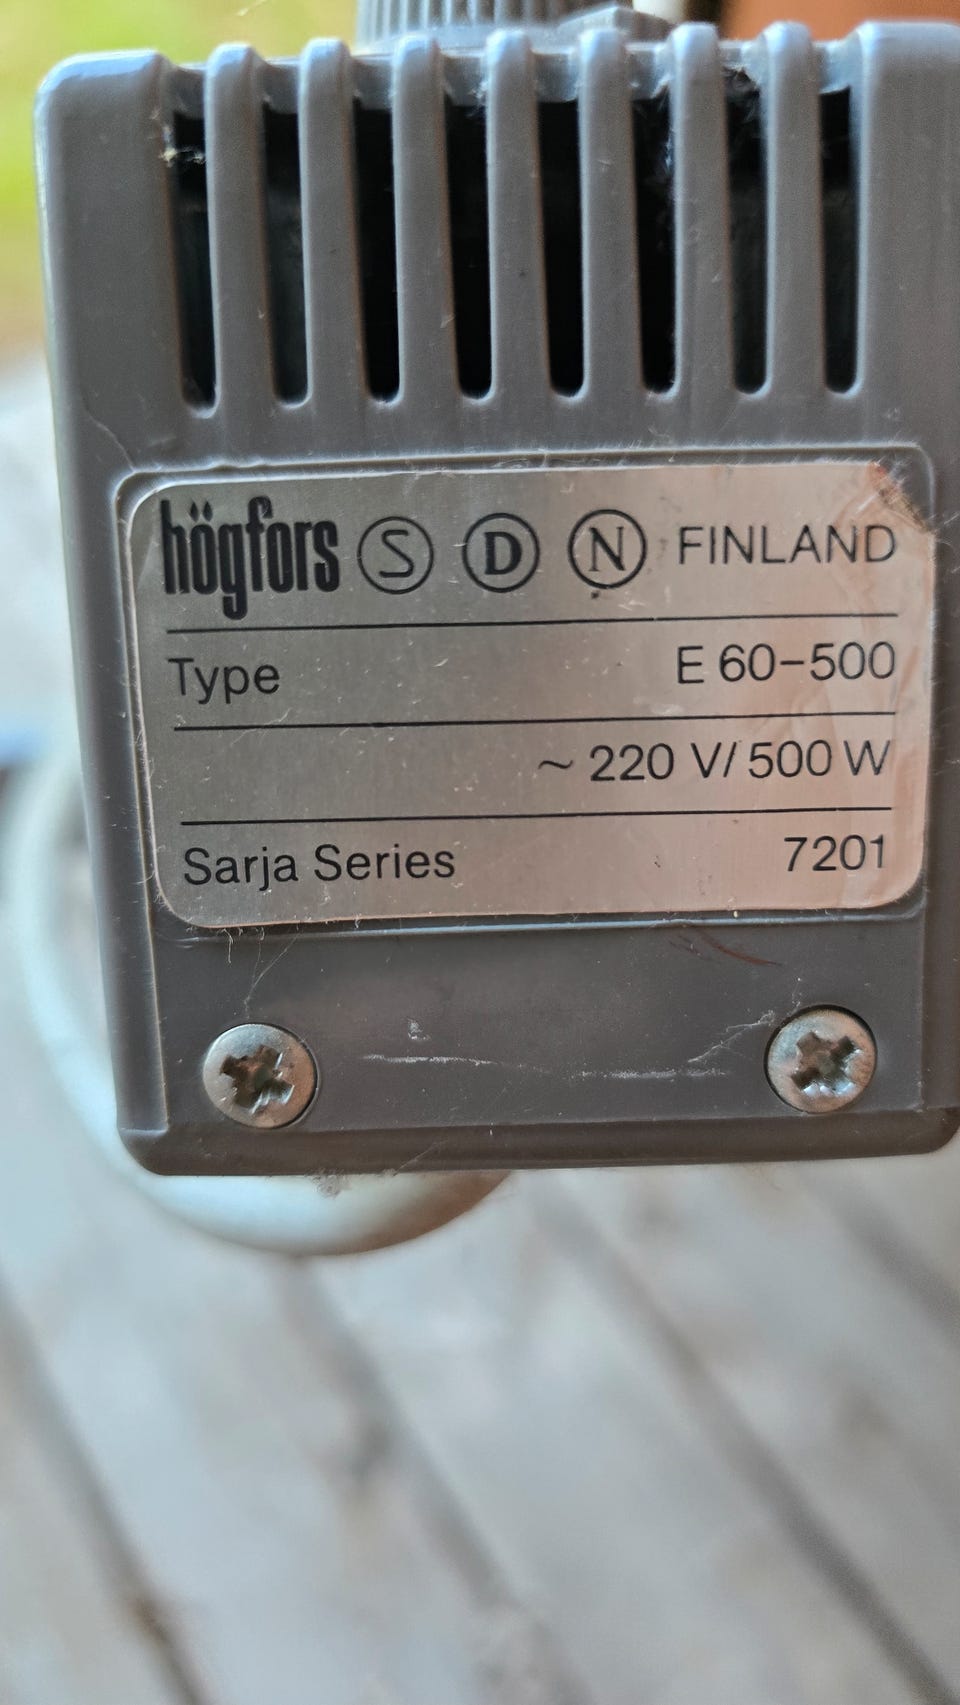 högfors S D N FINLAND
Type E 60-500
~ 220 V/500 W
Sarja Series 7201